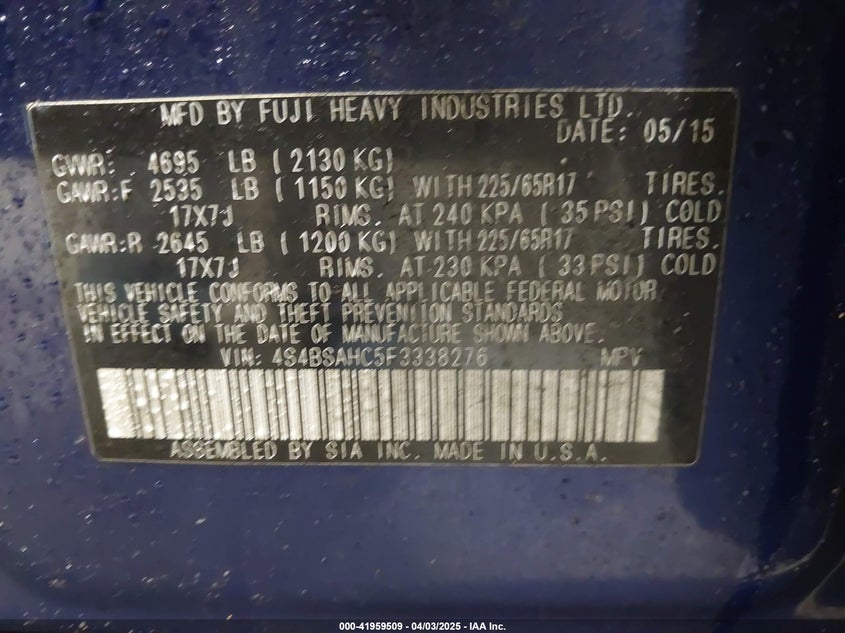 MFD BY FUJI HEAVY INDUSTRIES LTD.
DATE: 05/15
GVWR: 4695 LB ( 2130 KG)
GAWR:F 2535 LB ( 1150 KG) WITH 225/65R17 TIRES.
17X7J RIMS. AT 240 KPA ( 35 PSI) COLD
GAWR:R 2645 LB ( 1200 KG) WITH 225/65R17 TIRES.
17X7J RIMS. AT 230 KPA ( 33 PSI) COLD
THIS VEHICLE CONFORMS TO ALL APPLICABLE FEDERAL MOTOR
VEHICLE SAFETY AND THEFT PREVENTION STANDARDS
IN EFFECT ON THE DATE OF MANUFACTURE SHOWN ABOVE.
VIN: 4S4BSAHC5F3338276 MPV
ASSEMBLED BY SIA INC. MADE IN U.S.A.
000-41959509 - 04/03/2025 - IAA Inc.